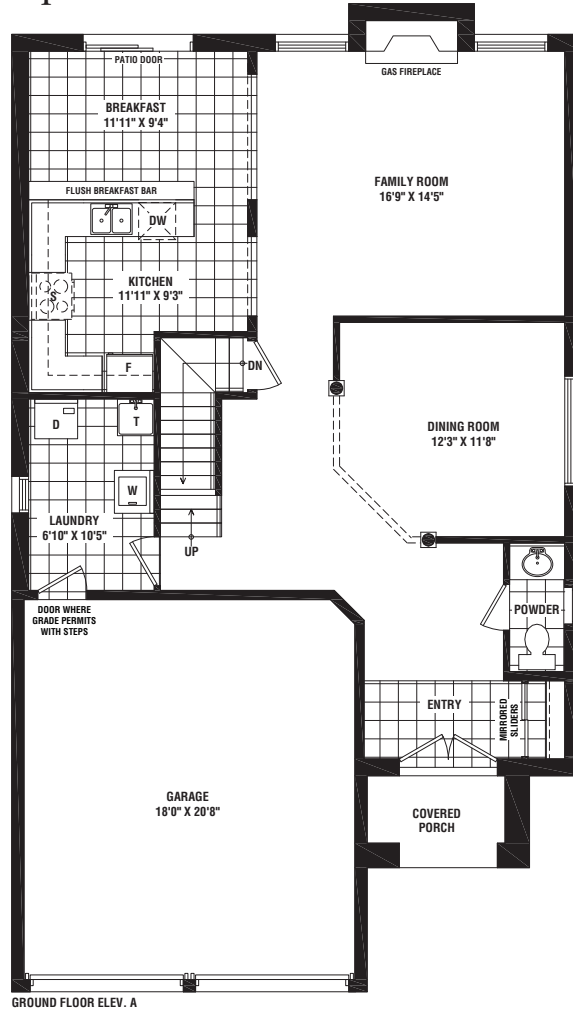 PATIO DOOR
GAS FIREPLACE
BREAKFAST
11'11" X 9'4"
FAMILY ROOM
16'9" X 14'5"
FLUSH BREAKFAST BAR
DW
KITCHEN
11'11" X 9'3"
S
F
DN
D
T
W
DINING ROOM
12'3" X 11'8"
LAUNDRY
6'10" X 10'5"
UP
DOOR WHERE
GRADE PERMITS
WITH STEPS
POWDER
ENTRY
MIRRORED
SLIDERS
GARAGE
18'0" X 20'8"
COVERED
PORCH
GROUND FLOOR ELEV. A